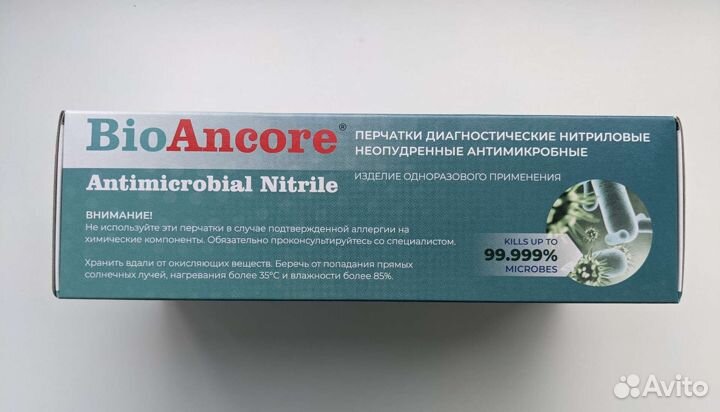 BioAncore®
Antimicrobial Nitrile
ПЕРЧАТКИ ДИАГНОСТИЧЕСКИЕ НИТРИЛОВЫЕ
НЕОПУДРЕННЫЕ АНТИМИКРОБНЫЕ
ИЗДЕЛИЕ ОДНОРАЗОВОГО ПРИМЕНЕНИЯ
ВНИМАНИЕ!
Не используйте эти перчатки в случае подтвержденной аллергии на
химические компоненты. Обязательно проконсультируйтесь со специалистом.
Хранить вдали от окисляющих веществ. Беречь от попадания прямых
солнечных лучей, нагревания более 35°С и влажности более 85%.
KILLS UP TO
99.999%
MICROBES
Avito